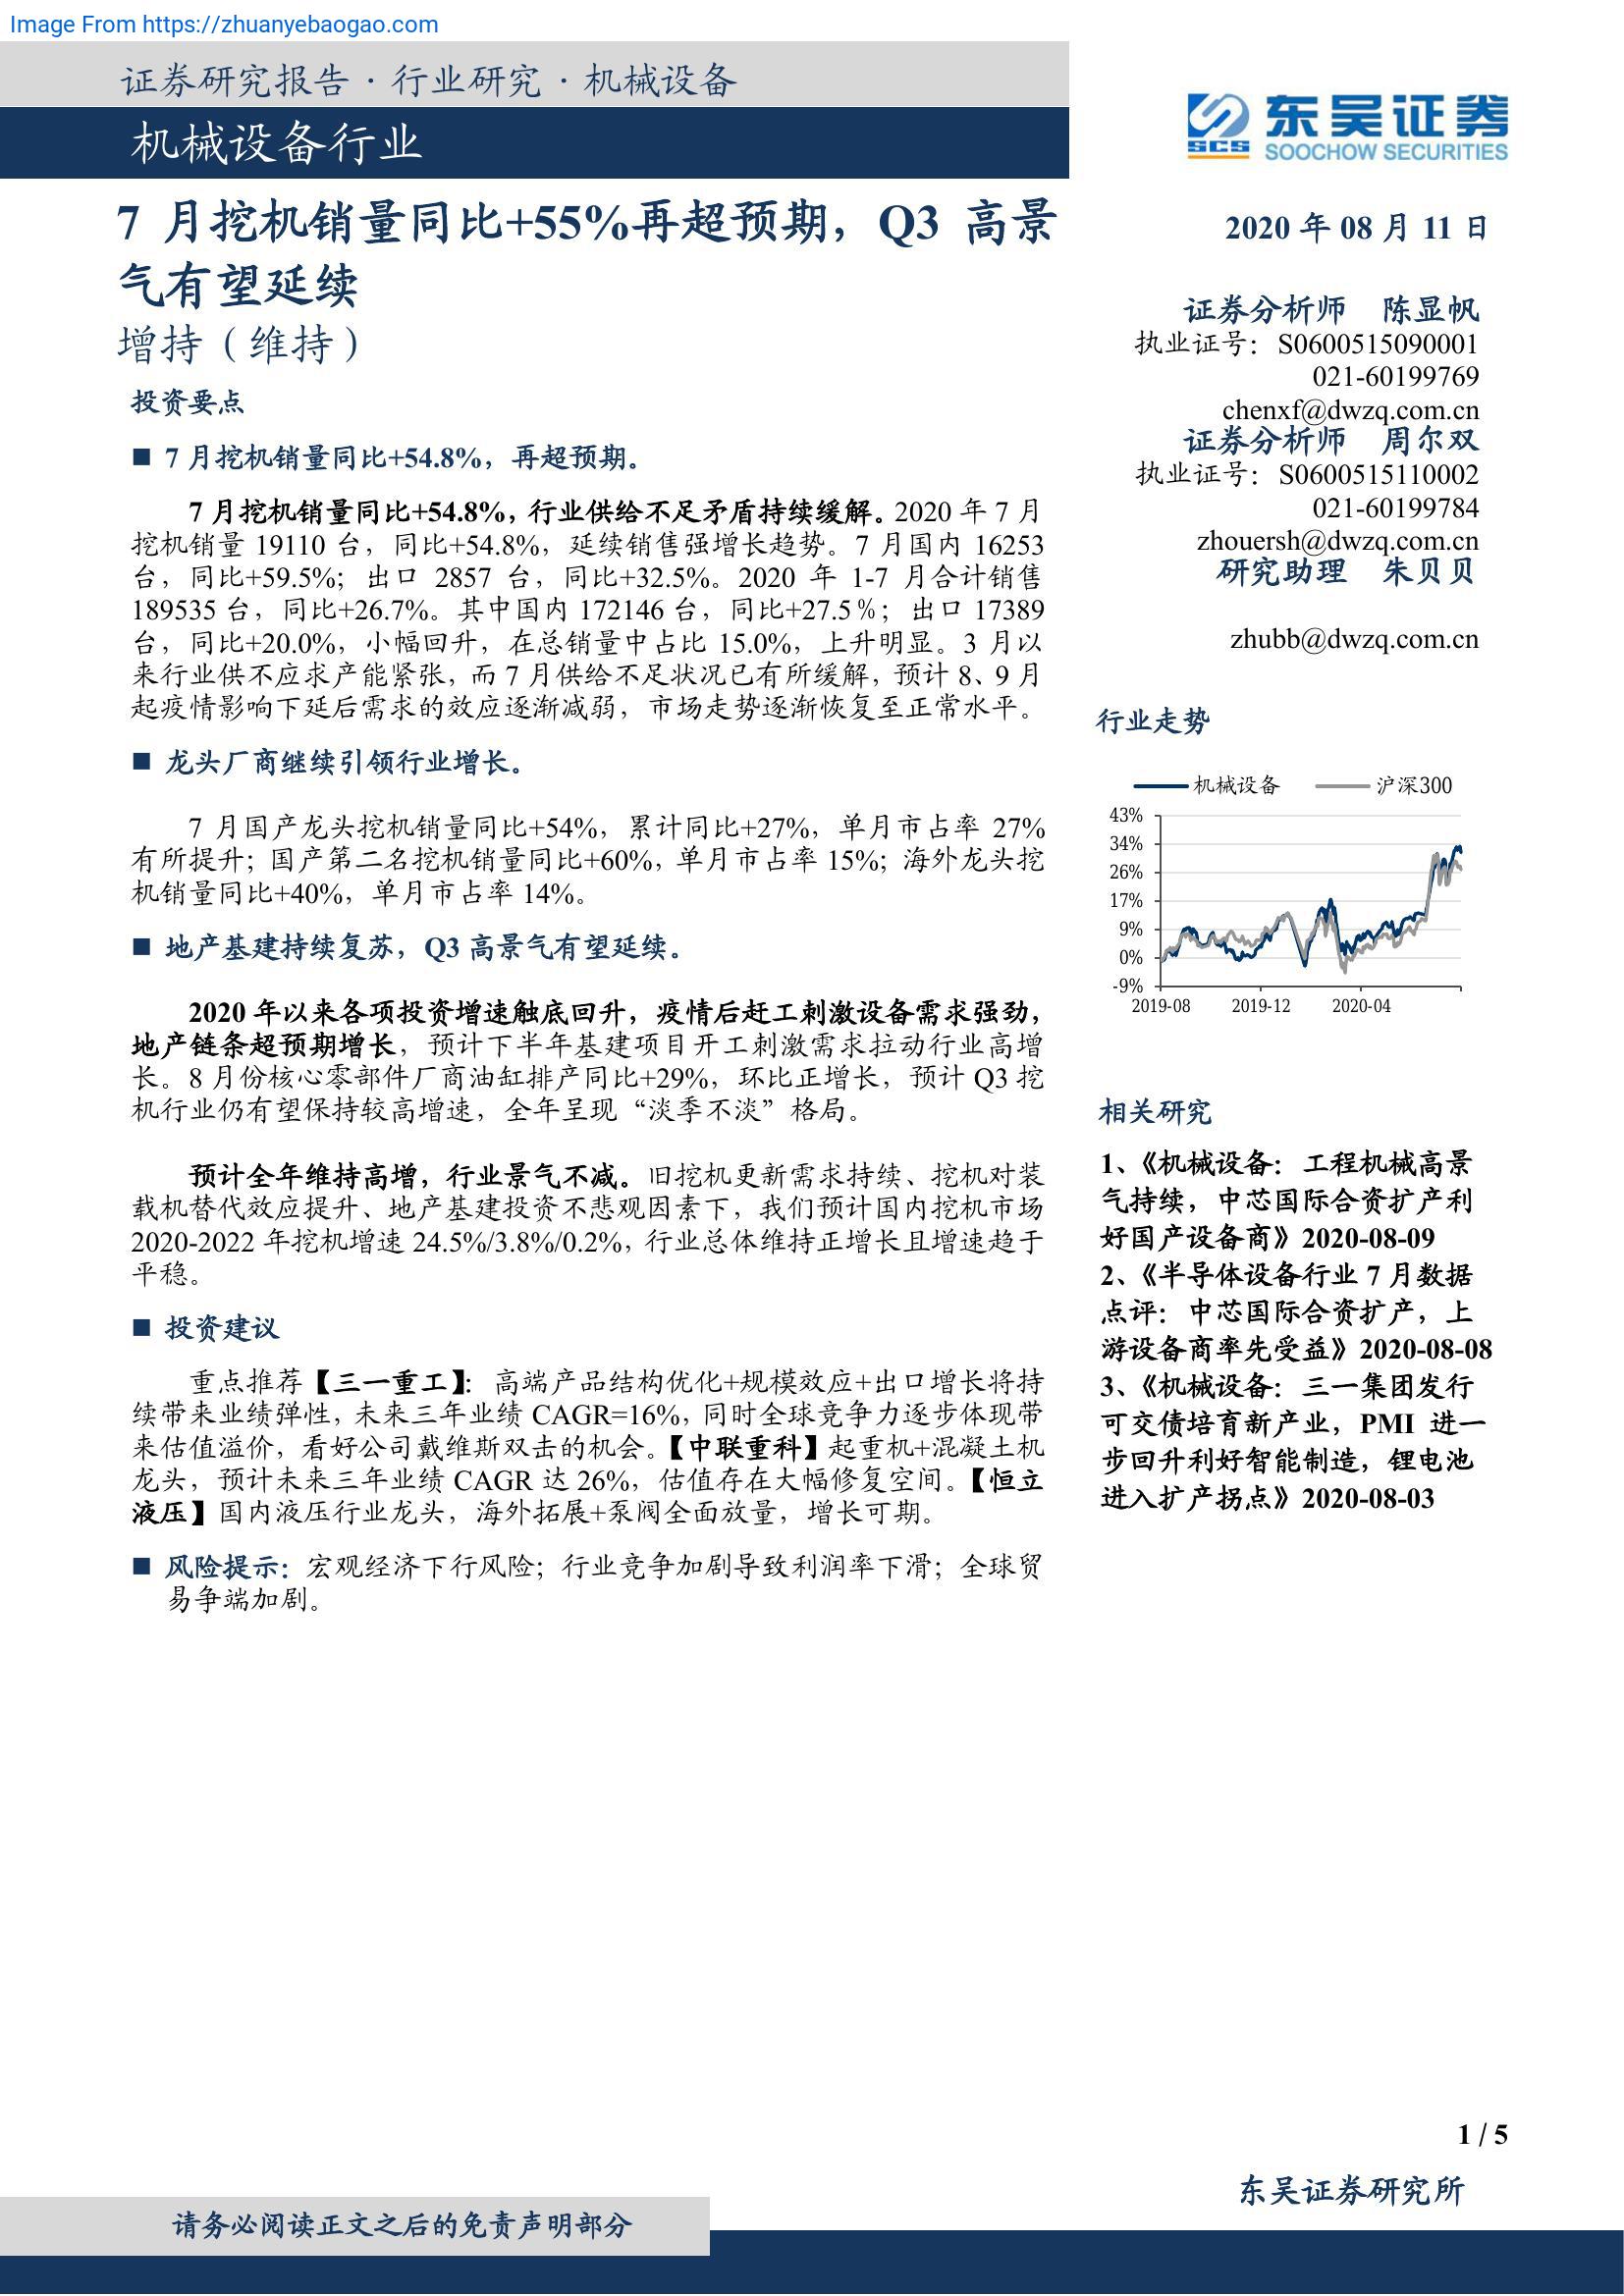 Image From https://zhuanyebaogao.com
证券研究报告 · 行业研究 · 机械设备
机械设备行业
SCS
东吴证券
SOOCHOW SECURITIES
7 月挖机销量同比+55%再超预期，Q3 高景
气有望延续
增持（维持）
投资要点
■ 7 月挖机销量同比+54.8%，再超预期。
7 月挖机销量同比+54.8%，行业供给不足矛盾持续缓解。2020 年 7 月
挖机销量 19110 台，同比+54.8%，延续销售强增长趋势。7 月国内 16253
台，同比+59.5%；出口 2857 台，同比+32.5%。2020 年 1-7 月合计销售
189535 台，同比+26.7%。其中国内 172146 台，同比+27.5％；出口 17389
台，同比+20.0%，小幅回升，在总销量中占比 15.0%，上升明显。3 月以
来行业供不应求产能紧张，而 7 月供给不足状况已有所缓解，预计 8、9 月
起疫情影响下延后需求的效应逐渐减弱，市场走势逐渐恢复至正常水平。
■ 龙头厂商继续引领行业增长。
7 月国产龙头挖机销量同比+54%，累计同比+27%，单月市占率 27%
有所提升；国产第二名挖机销量同比+60%，单月市占率 15%；海外龙头挖
机销量同比+40%，单月市占率 14%。
■ 地产基建持续复苏，Q3 高景气有望延续。
2020 年以来各项投资增速触底回升，疫情后赶工刺激设备需求强劲，
地产链条超预期增长，预计下半年基建项目开工刺激需求拉动行业高增
长。8 月份核心零部件厂商油缸排产同比+29%，环比正增长，预计 Q3 挖
机行业仍有望保持较高增速，全年呈现“淡季不淡”格局。
预计全年维持高增，行业景气不减。旧挖机更新需求持续、挖机对装
载机替代效应提升、地产基建投资不悲观因素下，我们预计国内挖机市场
2020-2022 年挖机增速 24.5%/3.8%/0.2%，行业总体维持正增长且增速趋于
平稳。
■ 投资建议
重点推荐【三一重工】：高端产品结构优化+规模效应+出口增长将持
续带来业绩弹性，未来三年业绩 CAGR=16%，同时全球竞争力逐步体现带
来估值溢价，看好公司戴维斯双击的机会。【中联重科】起重机+混凝土机
龙头，预计未来三年业绩 CAGR 达 26%，估值存在大幅修复空间。【恒立
液压】国内液压行业龙头，海外拓展+泵阀全面放量，增长可期。
■ 风险提示：宏观经济下行风险；行业竞争加剧导致利润率下滑；全球贸
易争端加剧。
2020 年 08 月 11 日
证券分析师 陈显帆
执业证号：S0600515090001
021-60199769
chenxf@dwzq.com.cn
证券分析师 周尔双
执业证号：S0600515110002
021-60199784
zhouersh@dwzq.com.cn
研究助理 朱贝贝
zhubb@dwzq.com.cn
行业走势
机械设备 沪深300
43%
34%
26%
17%
9%
0%
-9%
2019-08 2019-12 2020-04
相关研究
1、《机械设备：工程机械高景
气持续，中芯国际合资扩产利
好国产设备商》2020-08-09
2、《半导体设备行业 7 月数据
点评：中芯国际合资扩产，上
游设备商率先受益》2020-08-08
3、《机械设备：三一集团发行
可交债培育新产业，PMI 进一
步回升利好智能制造，锂电池
进入扩产拐点》2020-08-03
1 / 5
东吴证券研究所
请务必阅读正文之后的免责声明部分